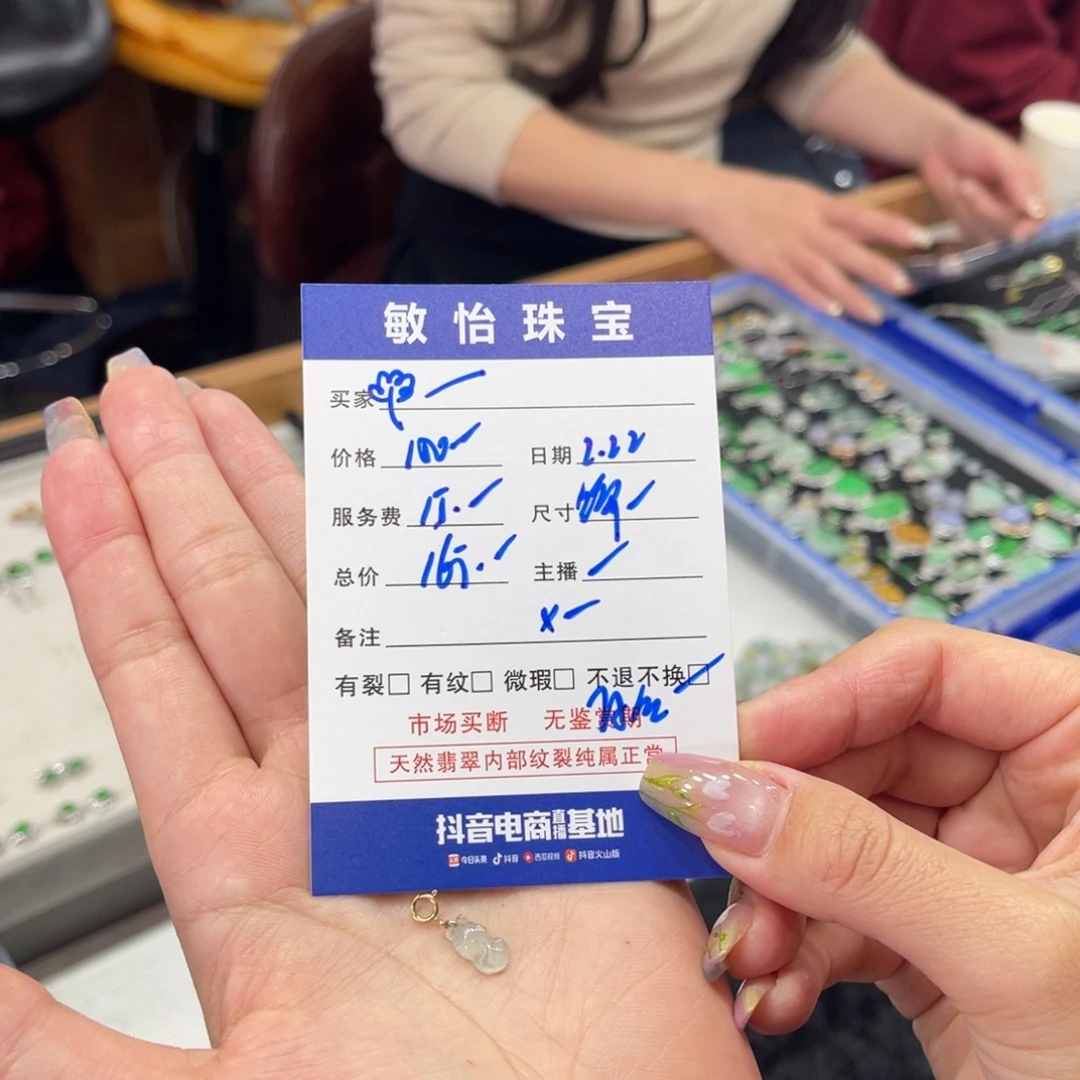 敏怡珠宝
买家
价格 日期 2.22
服务费 15. 尺寸
总价 主播
备注 x
有裂□ 有纹□ 微瑕□ 不退不换□
市场买断 无鉴赏期
天然翡翠内部纹裂纯属正常
抖音电商直播基地
今日头条 抖音 西瓜视频 抖音火山版